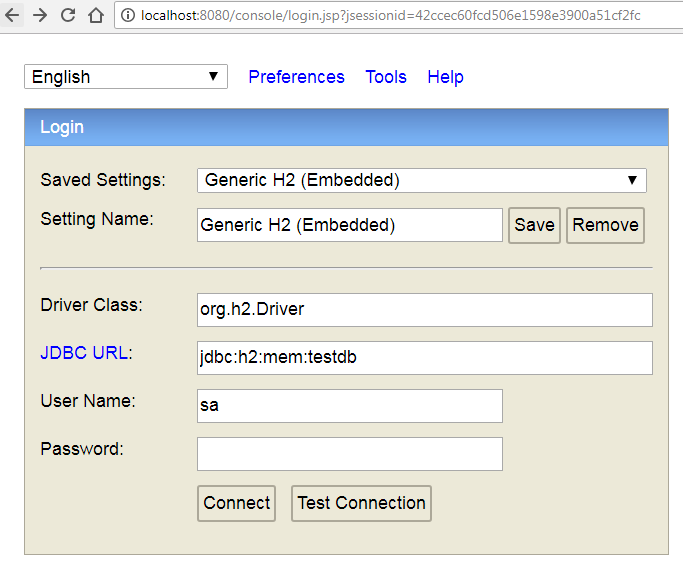 localhost:8080/console/login.jsp?jsessionid=42ccec60fcd506e1598e3900a51cf2fc
English Preferences Tools Help
Login
Saved Settings: Generic H2 (Embedded)
Setting Name: Generic H2 (Embedded) Save Remove
Driver Class: org.h2.Driver
JDBC URL: jdbc:h2:mem:testdb
User Name: sa
Password:
Connect Test Connection